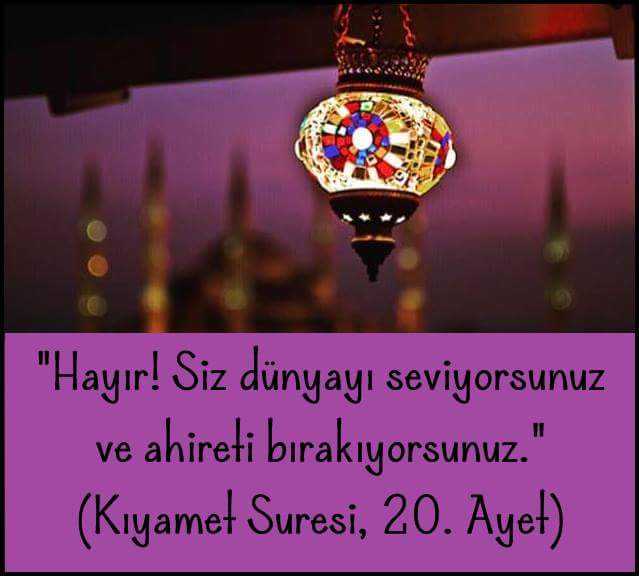 "Hayır! Siz dünyayı seviyorsunuz
ve ahireti bırakıyorsunuz."
(Kıyamet Suresi, 20. Ayet)